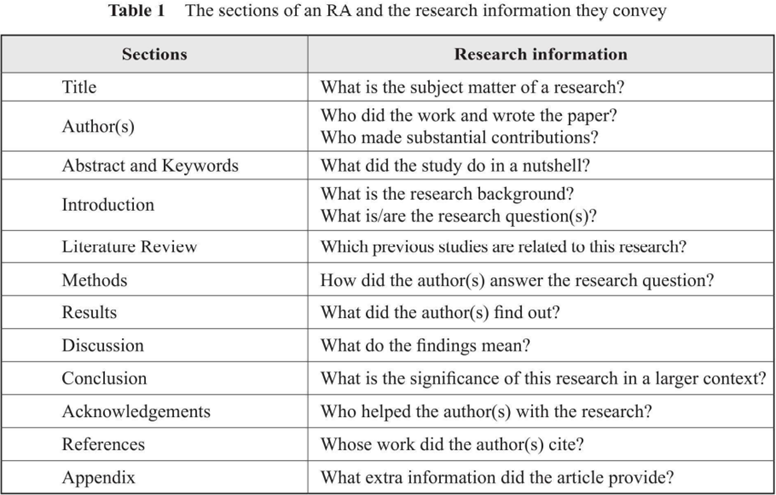 Table 1 The sections of an RA and the research information they convey
Sections Research information
Title What is the subject matter of a research?
Author(s) Who did the work and wrote the paper?
Who made substantial contributions?
Abstract and Keywords What did the study do in a nutshell?
Introduction What is the research background?
What is/are the research question(s)?
Literature Review Which previous studies are related to this research?
Methods How did the author(s) answer the research question?
Results What did the author(s) find out?
Discussion What do the findings mean?
Conclusion What is the significance of this research in a larger context?
Acknowledgements Who helped the author(s) with the research?
References Whose work did the author(s) cite?
Appendix What extra information did the article provide?